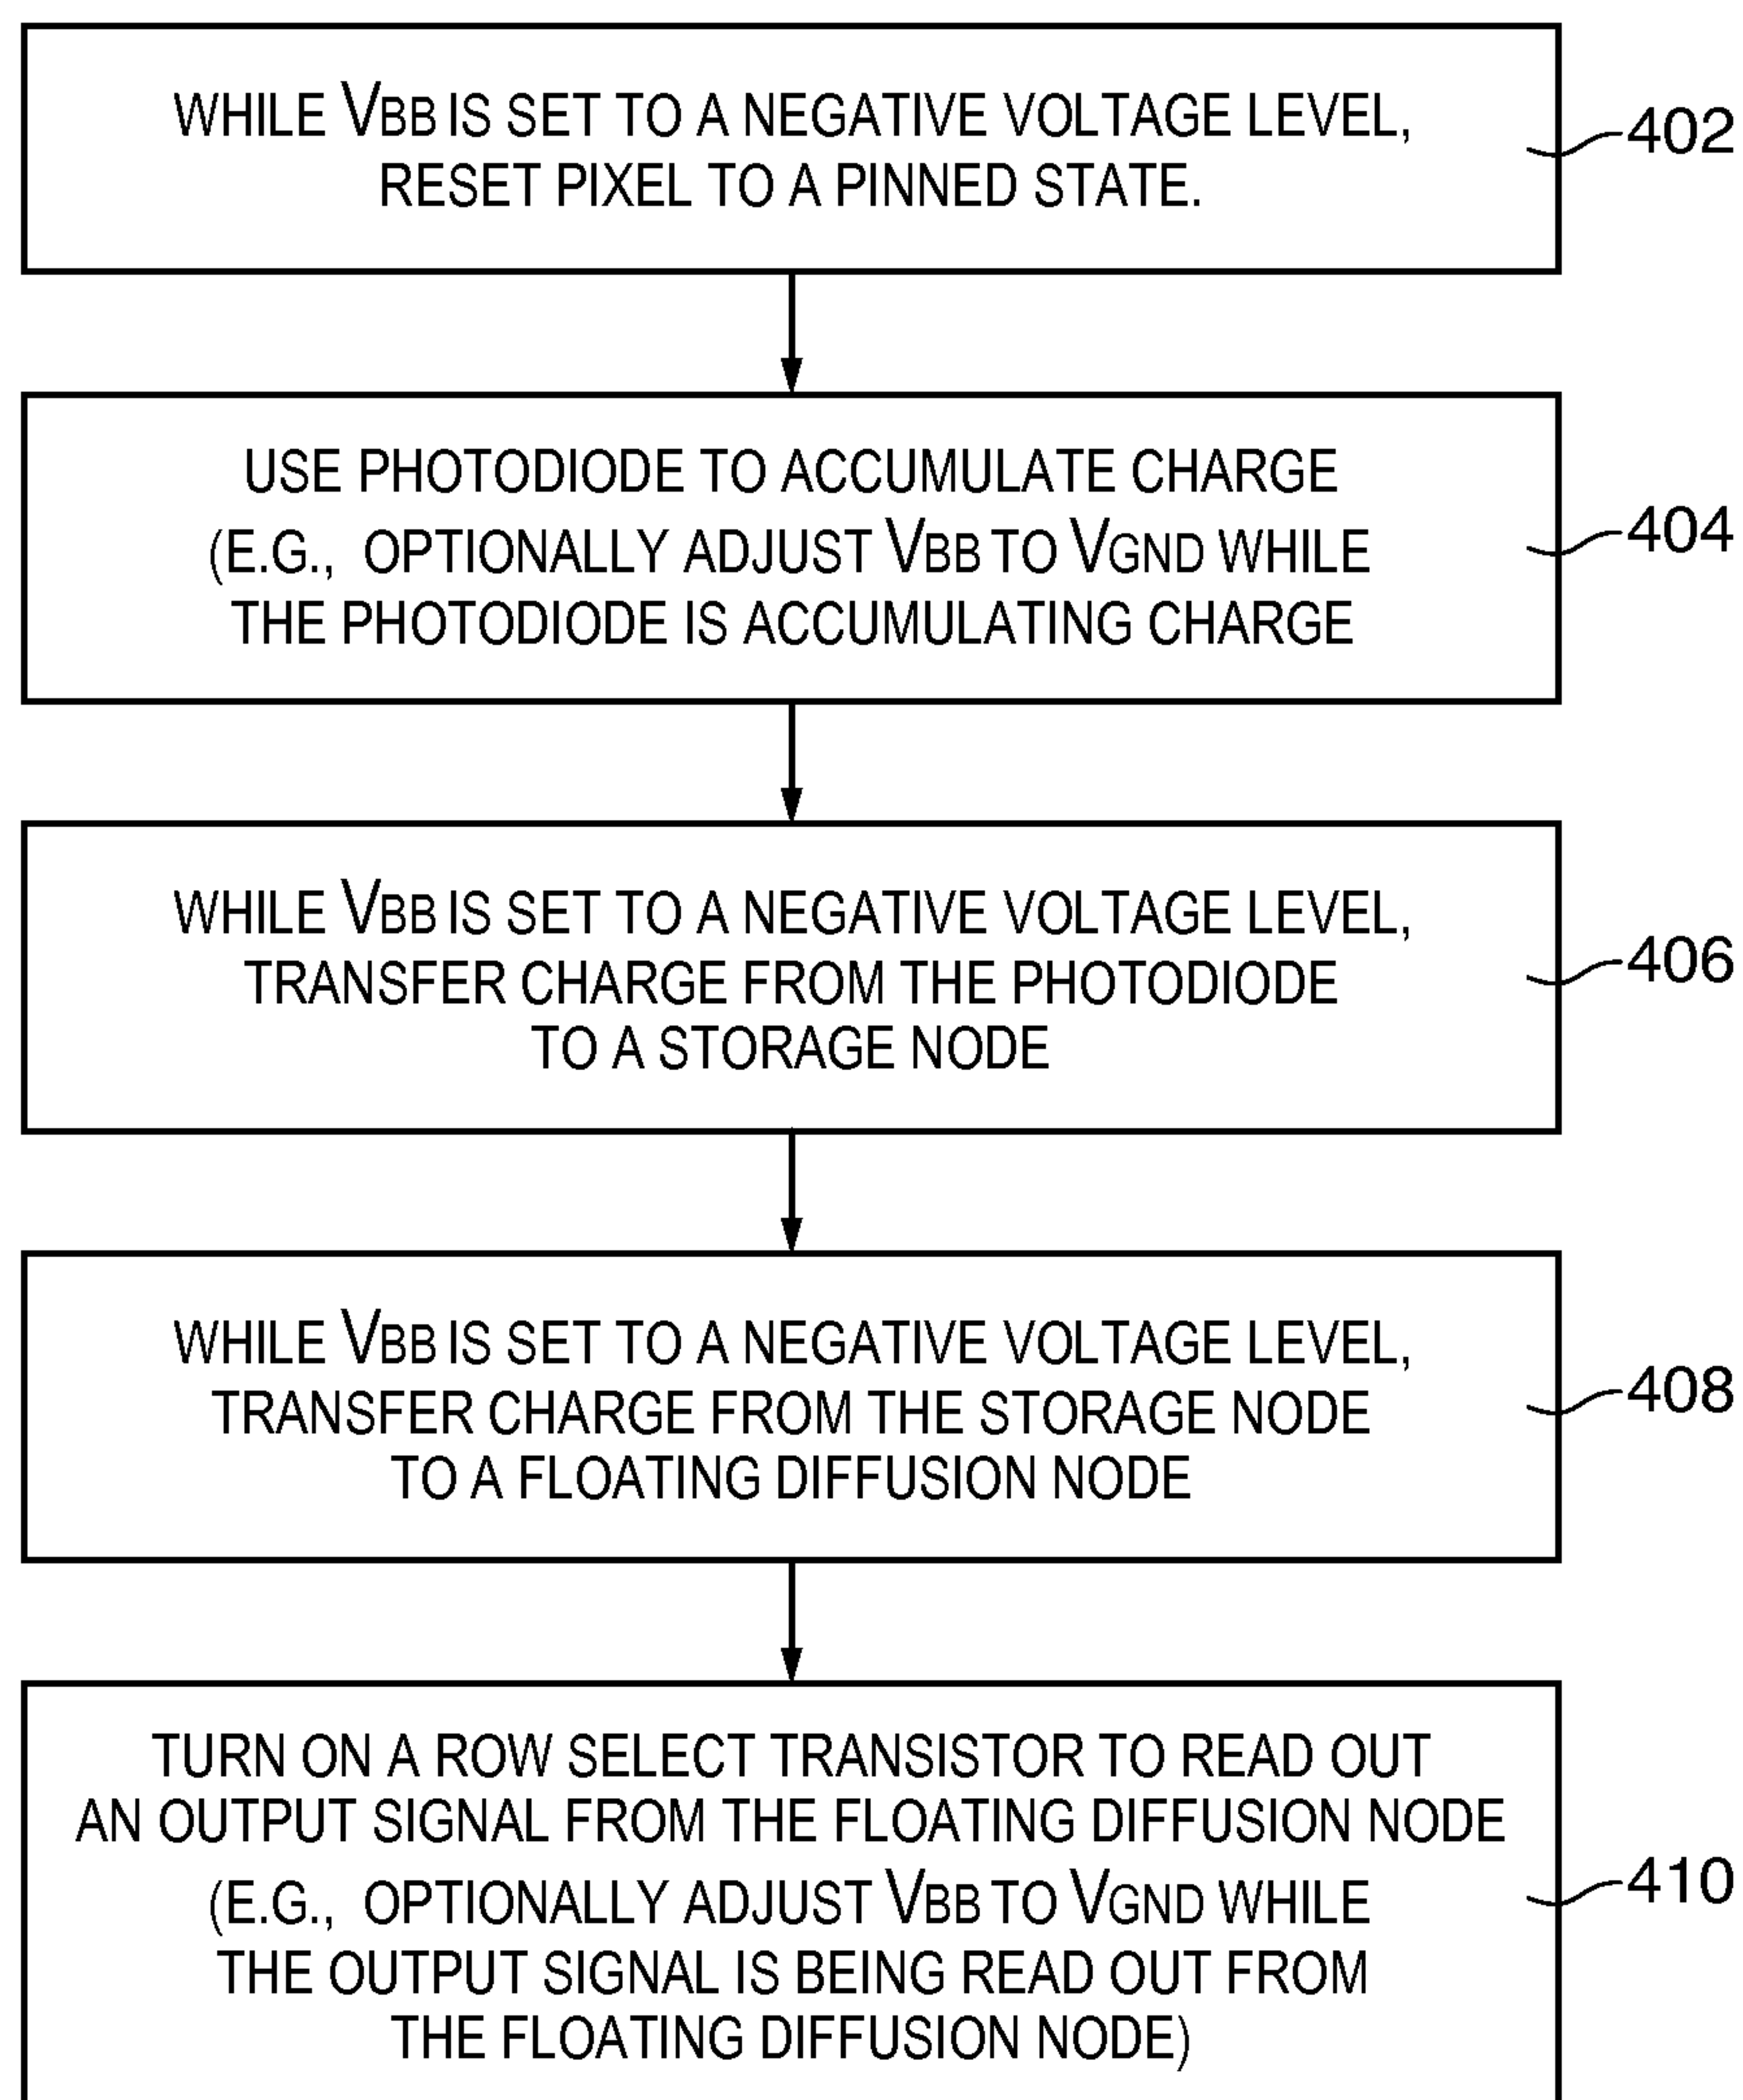 WHILE VBB IS SET TO A NEGATIVE VOLTAGE LEVEL,
RESET PIXEL TO A PINNED STATE.
402
USE PHOTODIODE TO ACCUMULATE CHARGE
(E.G., OPTIONALLY ADJUST VBB TO VGND WHILE
THE PHOTODIODE IS ACCUMULATING CHARGE
404
WHILE VBB IS SET TO A NEGATIVE VOLTAGE LEVEL,
TRANSFER CHARGE FROM THE PHOTODIODE
TO A STORAGE NODE
406
WHILE VBB IS SET TO A NEGATIVE VOLTAGE LEVEL,
TRANSFER CHARGE FROM THE STORAGE NODE
TO A FLOATING DIFFUSION NODE
408
TURN ON A ROW SELECT TRANSISTOR TO READ OUT
AN OUTPUT SIGNAL FROM THE FLOATING DIFFUSION NODE
(E.G., OPTIONALLY ADJUST VBB TO VGND WHILE
THE OUTPUT SIGNAL IS BEING READ OUT FROM
THE FLOATING DIFFUSION NODE)
410